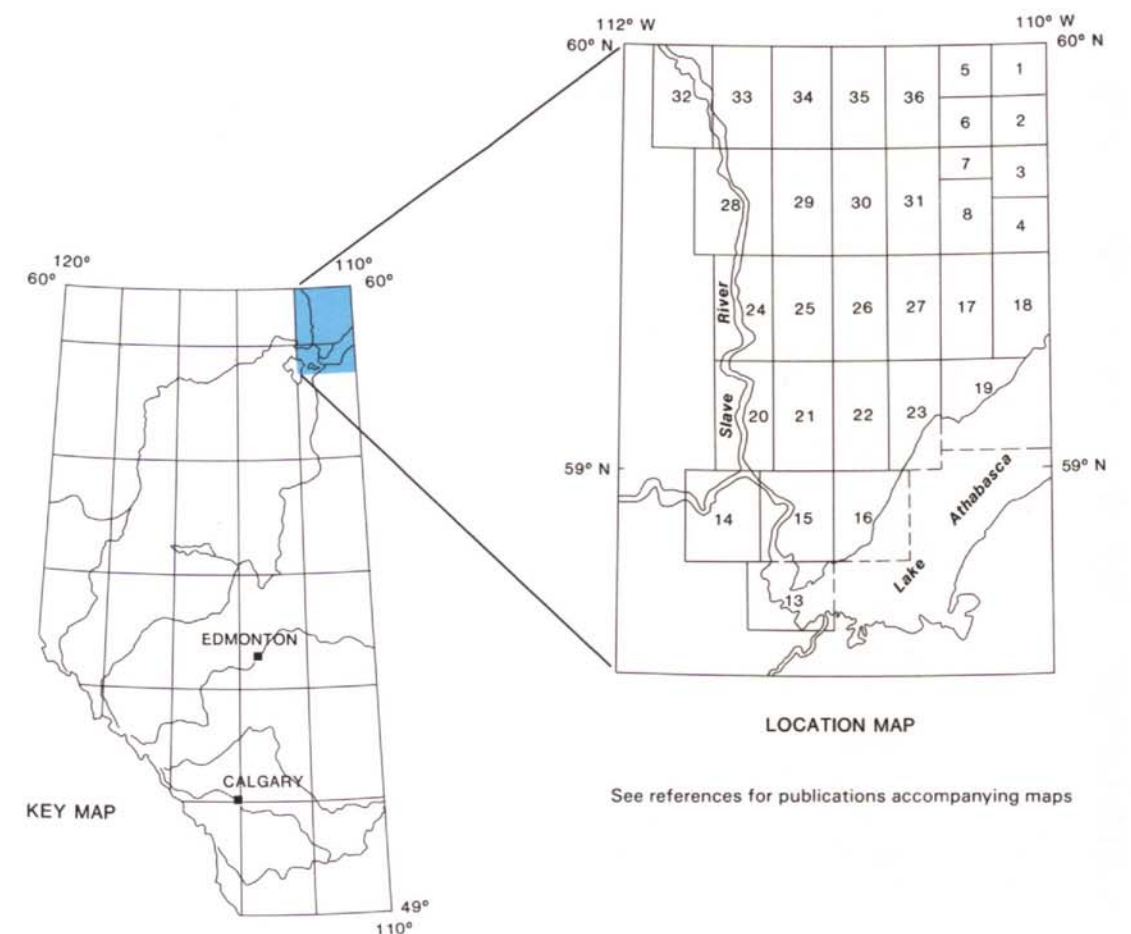 112° W
110° W
60° N
60° N
32 33 34 35 36 5 1
6 2
7 3
28 29 30 31 8 4
River
24 25 26 27 17 18
19
Slave
20 21 22 23
59° N
59° N
14 15 16
Athabasca
Lake
13
LOCATION MAP
See references for publications accompanying maps
120°
60°
110°
60°
EDMONTON
CALGARY
KEY MAP
49°
110°